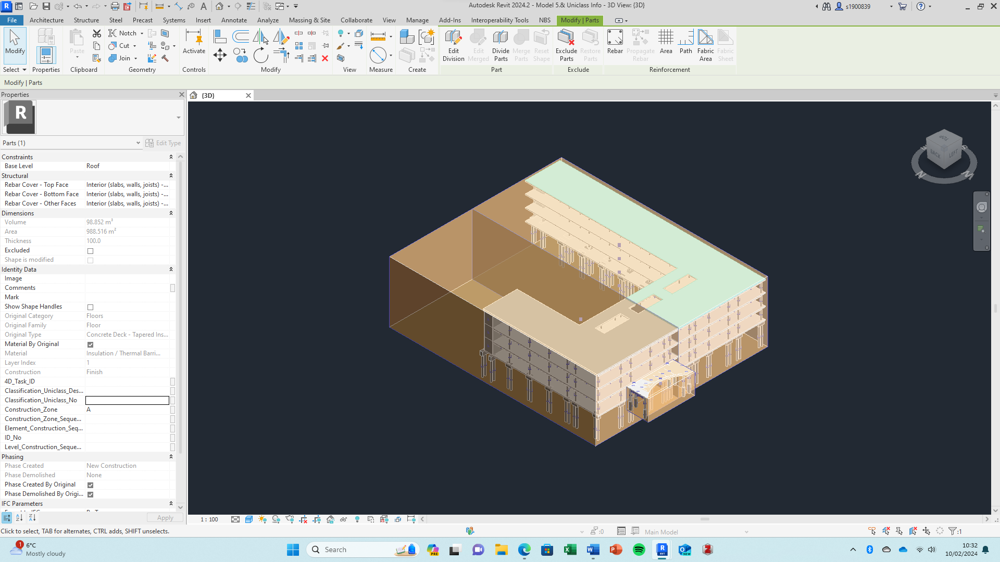 Autodesk Revit 2024.2 - Model 5.& Uniclass Info - 3D View: {3D}
s1900839
File Architecture Structure Steel Precast Systems Insert Annotate Analyze Massing & Site Collaborate View Manage Add-Ins Interoperability Tools NBS Modify | Parts
Modify
Paste
Notch
Cut
Join
Activate
Edit Division
Edit Merged
Divide Parts
Merge Parts
Reset Shape
Exclude Parts
Restore Parts
Rebar
Propagate Rebar
Area
Path
Fabric Area
Fabric Sheet
Select Properties Clipboard Geometry Controls Modify View Measure Create Part Exclude Reinforcement
Modify | Parts
Properties
{3D}
R
Parts (1) Edit Type
Constraints
Base Level Roof
Structural
Rebar Cover - Top Face Interior (slabs, walls, joists) -...
Rebar Cover - Bottom Face Interior (slabs, walls, joists) -...
Rebar Cover - Other Faces Interior (slabs, walls, joists) -...
Dimensions
Volume 98.852 m³
Area 988.516 m²
Thickness 100.0
Excluded
Shape is modified
Identity Data
Image
Comments
Mark
Show Shape Handles
Original Category Floors
Original Family Floor
Original Type Concrete Deck - Tapered Ins...
Material By Original
Material Insulation / Thermal Barri...
Layer Index 1
Construction Finish
4D_Task_ID
Classification_Uniclass_Des...
Classification_Uniclass_No
Construction_Zone A
Construction_Zone_Seque...
Element_Construction_Seq...
ID_No
Level_Construction_Seque...
Phasing
Phase Created New Construction
Phase Demolished None
Phase Created By Original
Phase Demolished By Origi...
IFC Parameters
Apply
TOP
BACK
LEFT
1 : 100
Click to select, TAB for alternates, CTRL adds, SHIFT unselects.
:0
Main Model
:1
1
6°C
Mostly cloudy
Search
PRE
10:32
10/02/2024